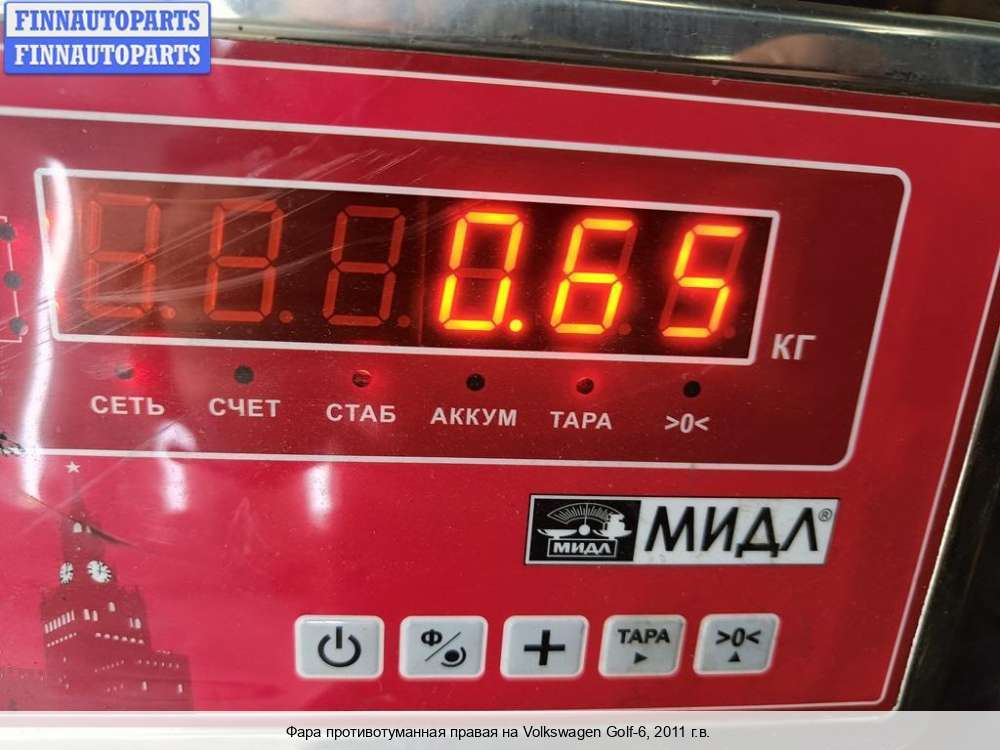 FINNAUTOPARTS
FINNAUTOPARTS
0.65
КГ
СЕТЬ СЧЕТ СТАБ АККУМ ТАРА >0<
МИДЛ МИДЛ®
Ф ТАРА >0<
Фара противотуманная правая на Volkswagen Golf-6, 2011 г.в.